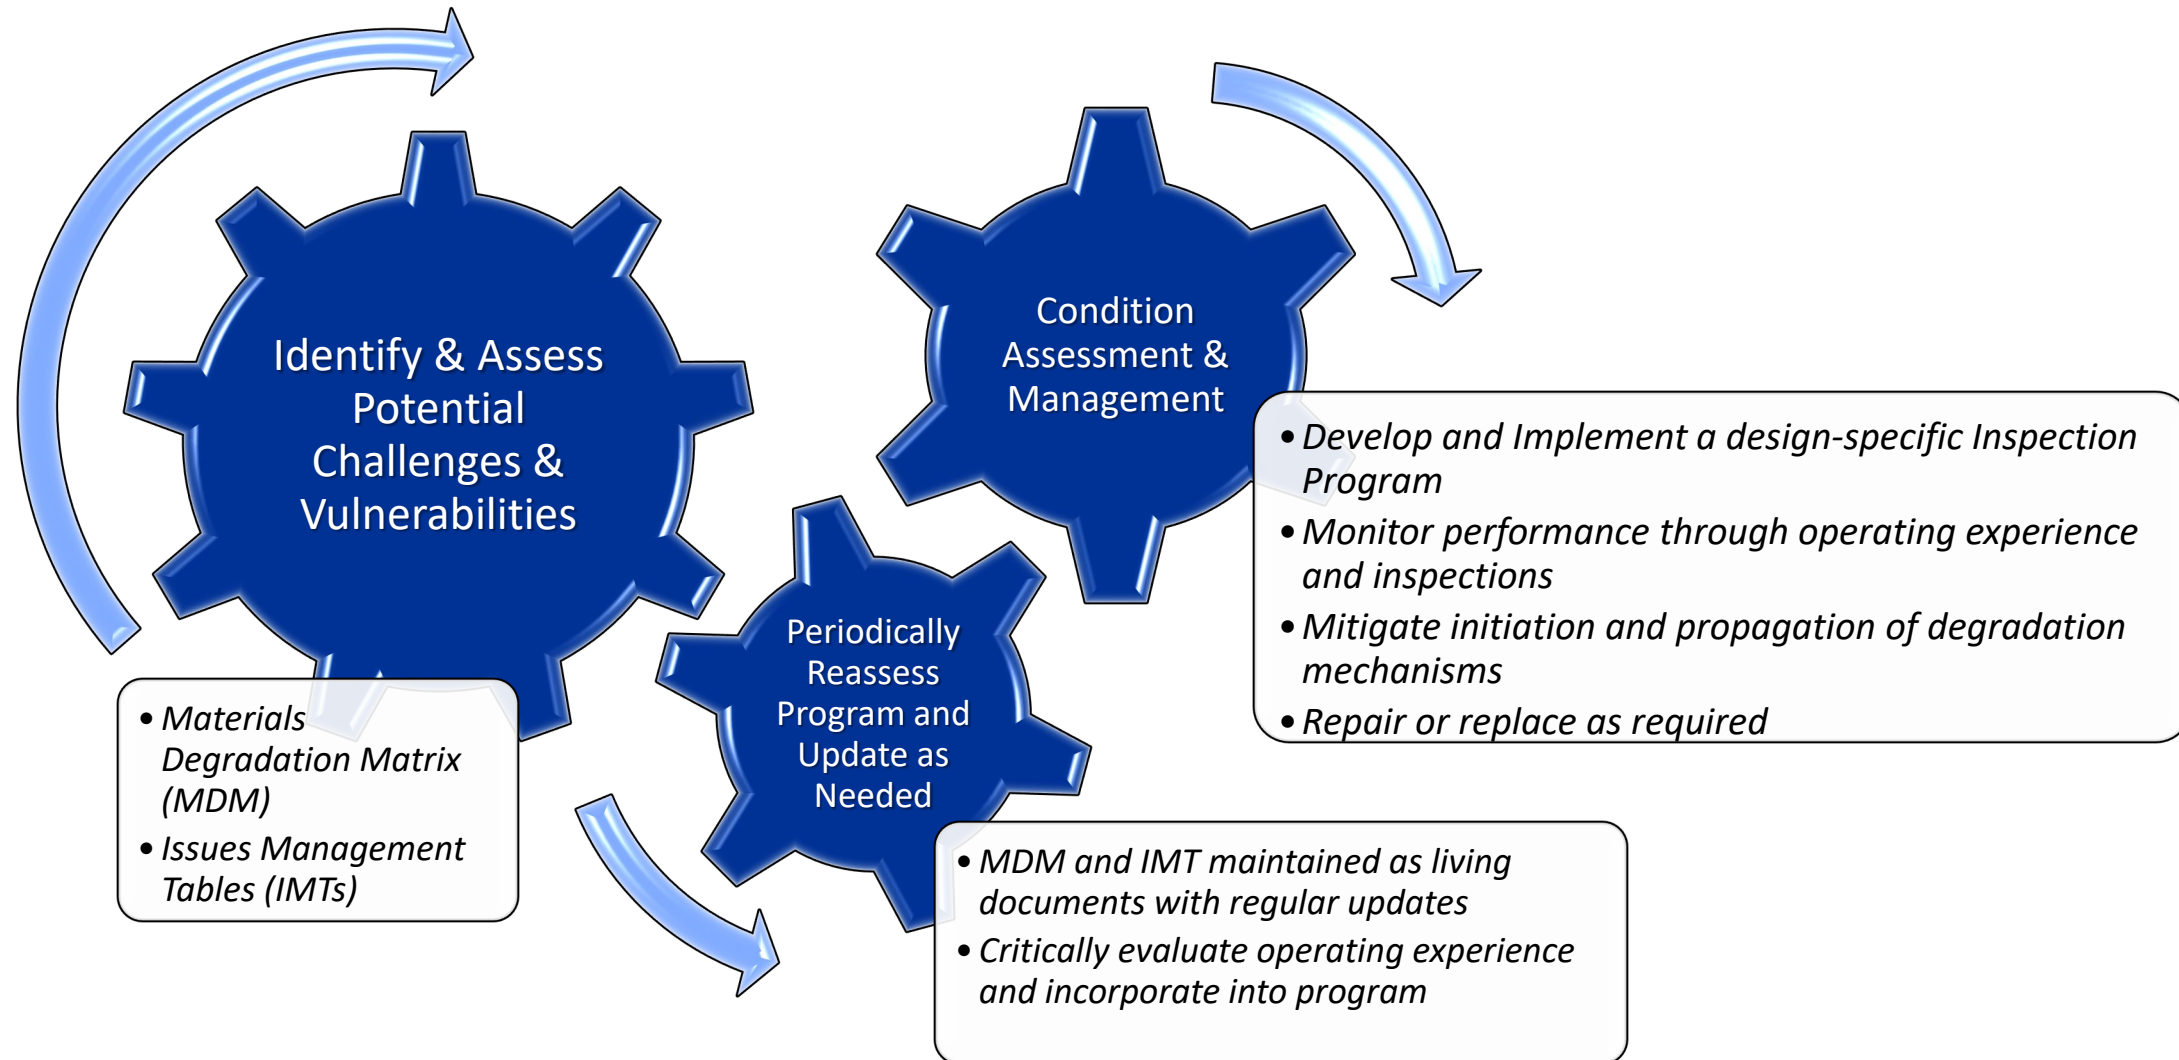 Identify & Assess
Potential
Challenges &
Vulnerabilities
• Materials
Degradation Matrix
(MDM)
• Issues Management
Tables (IMTs)
Condition
Assessment &
Management
• Develop and Implement a design-specific Inspection
Program
• Monitor performance through operating experience
and inspections
• Mitigate initiation and propagation of degradation
mechanisms
• Repair or replace as required
Periodically
Reassess
Program and
Update as
Needed
• MDM and IMT maintained as living
documents with regular updates
• Critically evaluate operating experience
and incorporate into program